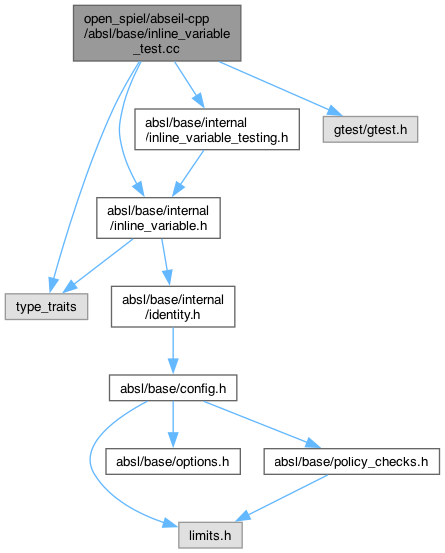 open_spiel/abseil-cpp
/absl/base/inline_variable
_test.cc
absl/base/internal
/inline_variable_testing.h
gtest/gtest.h
absl/base/internal
/inline_variable.h
type_traits
absl/base/internal
/identity.h
absl/base/config.h
absl/base/options.h
absl/base/policy_checks.h
limits.h